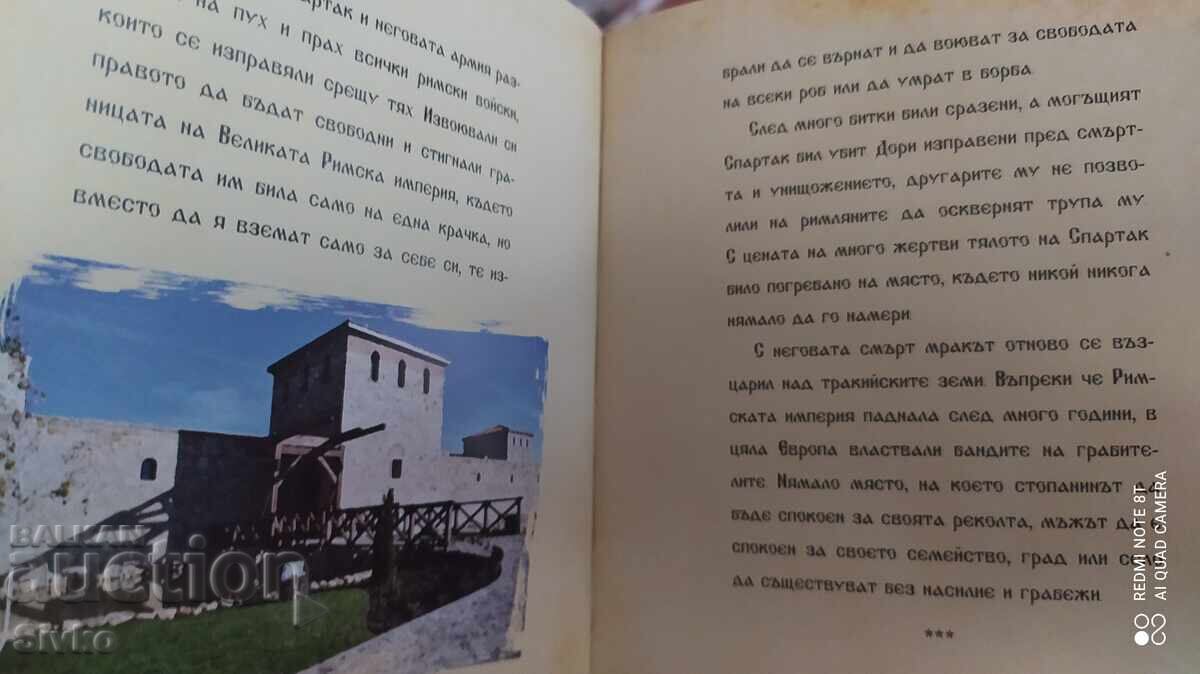 Спартак и неговата армия раз-
на пух и прах всички римски войски,
които се изправяли срещу тях Извоювали си
правото да бъдат свободни и стигнали гра-
ницата на Великата Римска империя, където
свободата им била само на една крачка, но
вместо да я вземат само за себе си, те из-
брали да се върнат и да воюват за свободата
на всеки роб или да умрат в борба
След много битки били сразени, а могъщият
Спартак бил убит Дори изправени пред смърт-
та и унищожението, другарите му не позво-
лили на римляните да осквернят трупа му
С цената на много жертви тялото на Спартак
било погребано на място, където никой никога
нямало да го намери
С неговата смърт мракът отново се въз-
царил над тракийските земи Въпреки че Рим-
ската империя паднала след много години, в
цяла Европа властвали бандите на грабите-
лите Нямало място, на което стопанинът да
бъде спокоен за своята реколта, мъжът да е
спокоен за своето семейство, град или село
да съществуват без насилие и грабежи
***
BALKAN
auction
Sivko
REDMI NOTE 8T
AI QUAD CAMERA